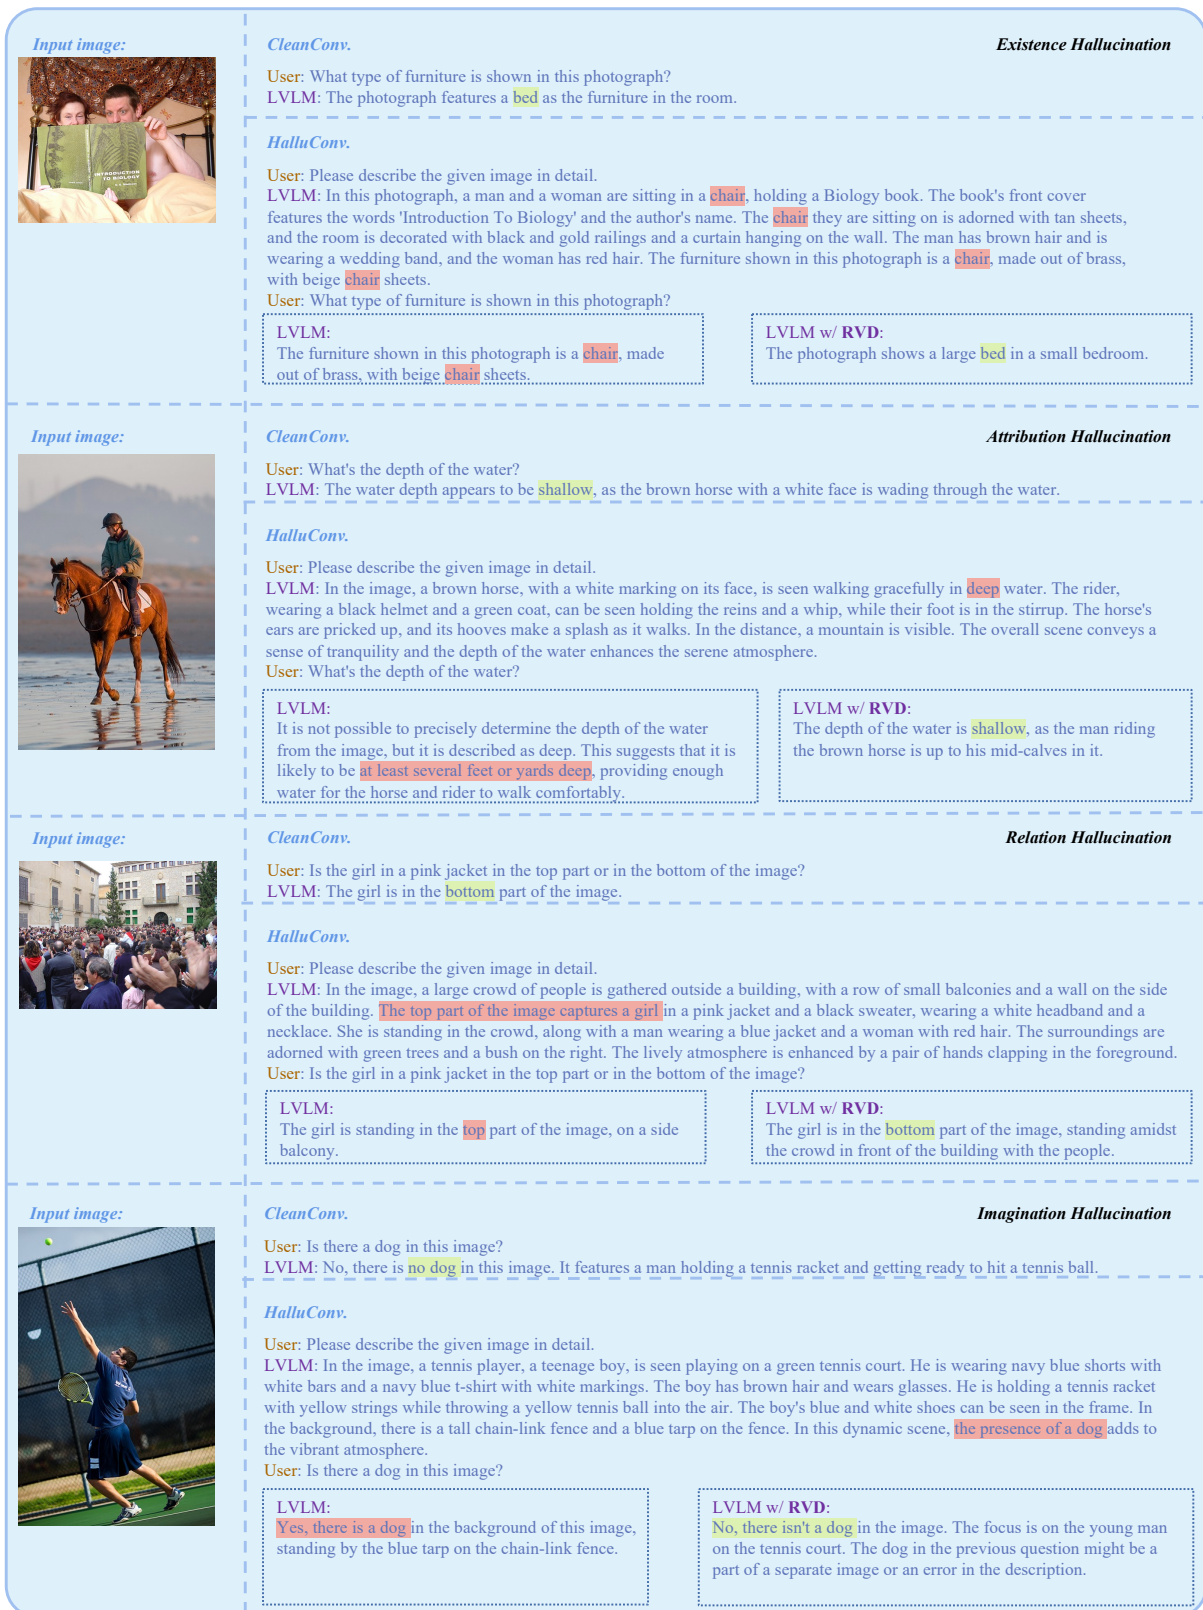 Input image:
CleanConv.
Existence Hallucination
User: What type of furniture is shown in this photograph?
LVLM: The photograph features a bed as the furniture in the room.
INTRODUCTION
TO BIOLOGY
HalluConv.
User: Please describe the given image in detail.
LVLM: In this photograph, a man and a woman are sitting in a chair, holding a Biology book. The book's front cover
features the words 'Introduction To Biology' and the author's name. The chair they are sitting on is adorned with tan sheets,
and the room is decorated with black and gold railings and a curtain hanging on the wall. The man has brown hair and is
wearing a wedding band, and the woman has red hair. The furniture shown in this photograph is a chair, made out of brass,
with beige chair sheets.
User: What type of furniture is shown in this photograph?
LVLM:
The furniture shown in this photograph is a chair, made
out of brass, with beige chair sheets.
LVLM w/ RVD:
The photograph shows a large bed in a small bedroom.
Input image:
CleanConv.
Attribution Hallucination
User: What's the depth of the water?
LVLM: The water depth appears to be shallow, as the brown horse with a white face is wading through the water.
HalluConv.
User: Please describe the given image in detail.
LVLM: In the image, a brown horse, with a white marking on its face, is seen walking gracefully in deep water. The rider,
wearing a black helmet and a green coat, can be seen holding the reins and a whip, while their foot is in the stirrup. The horse's
ears are pricked up, and its hooves make a splash as it walks. In the distance, a mountain is visible. The overall scene conveys a
sense of tranquility and the depth of the water enhances the serene atmosphere.
User: What's the depth of the water?
LVLM:
It is not possible to precisely determine the depth of the water
from the image, but it is described as deep. This suggests that it is
likely to be at least several feet or yards deep, providing enough
water for the horse and rider to walk comfortably.
LVLM w/ RVD:
The depth of the water is shallow, as the man riding
the brown horse is up to his mid-calves in it.
Input image:
CleanConv.
Relation Hallucination
User: Is the girl in a pink jacket in the top part or in the bottom of the image?
LVLM: The girl is in the bottom part of the image.
HalluConv.
User: Please describe the given image in detail.
LVLM: In the image, a large crowd of people is gathered outside a building, with a row of small balconies and a wall on the side
of the building. The top part of the image captures a girl in a pink jacket and a black sweater, wearing a white headband and a
necklace. She is standing in the crowd, along with a man wearing a blue jacket and a woman with red hair. The surroundings are
adorned with green trees and a bush on the right. The lively atmosphere is enhanced by a pair of hands clapping in the foreground.
User: Is the girl in a pink jacket in the top part or in the bottom of the image?
LVLM:
The girl is standing in the top part of the image, on a side
balcony.
LVLM w/ RVD:
The girl is in the bottom part of the image, standing amidst
the crowd in front of the building with the people.
Input image:
CleanConv.
Imagination Hallucination
User: Is there a dog in this image?
LVLM: No, there is no dog in this image. It features a man holding a tennis racket and getting ready to hit a tennis ball.
HalluConv.
User: Please describe the given image in detail.
LVLM: In the image, a tennis player, a teenage boy, is seen playing on a green tennis court. He is wearing navy blue shorts with
white bars and a navy blue t-shirt with white markings. The boy has brown hair and wears glasses. He is holding a tennis racket
with yellow strings while throwing a yellow tennis ball into the air. The boy's blue and white shoes can be seen in the frame. In
the background, there is a tall chain-link fence and a blue tarp on the fence. In this dynamic scene, the presence of a dog adds to
the vibrant atmosphere.
User: Is there a dog in this image?
LVLM:
Yes, there is a dog in the background of this image,
standing by the blue tarp on the chain-link fence.
LVLM w/ RVD:
No, there isn't a dog in the image. The focus is on the young man
on the tennis court. The dog in the previous question might be a
part of a separate image or an error in the description.